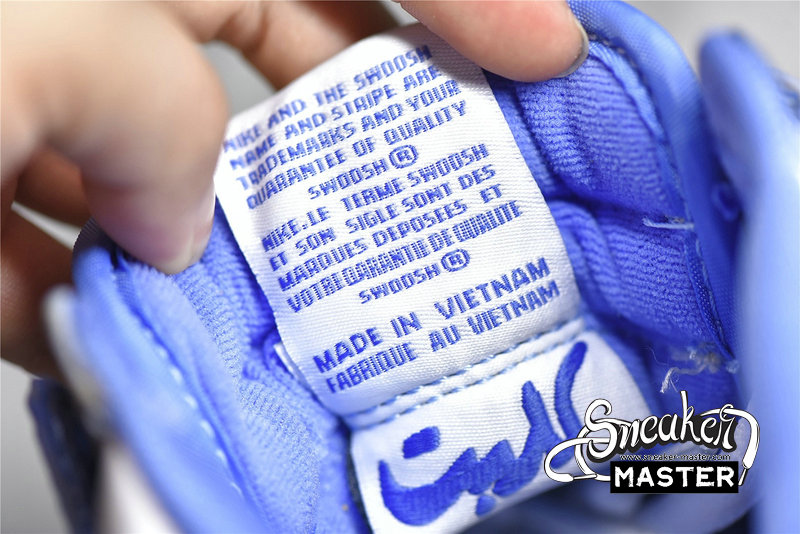 NIKE AND THE SWOOSH
NAME AND STRIPE ARE
TRADEMARKS AND YOUR
GUARANTEE OF QUALITY
SWOOSH ®
NIKE.LE TERME SWOOSH
ET SON SIGLE SONT DES
MARQUES DEPOSEES ET
VOTRE GARANTIE DE QUALITE
SWOOSH ®
MADE IN VIETNAM
FABRIQUE AU VIETNAM
Sneaker
www.sneaker-master.com
MASTER